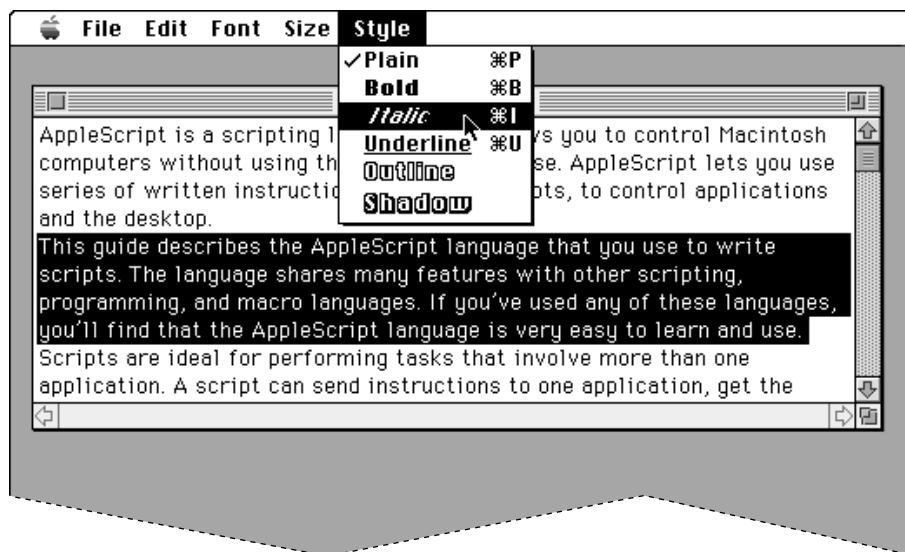 File Edit Font Size Style
✓Plain ⌘P
Bold ⌘B
Italic ⌘I
Underline ⌘U
Outline
Shadow
AppleScript is a scripting l vs you to control Macintosh
computers without using th se. AppleScript lets you use
series of written instructio pts, to control applications
and the desktop.
This guide describes the AppleScript language that you use to write
scripts. The language shares many features with other scripting,
programming, and macro languages. If you've used any of these languages,
you'll find that the AppleScript language is very easy to learn and use.
Scripts are ideal for performing tasks that involve more than one
application. A script can send instructions to one application, get the